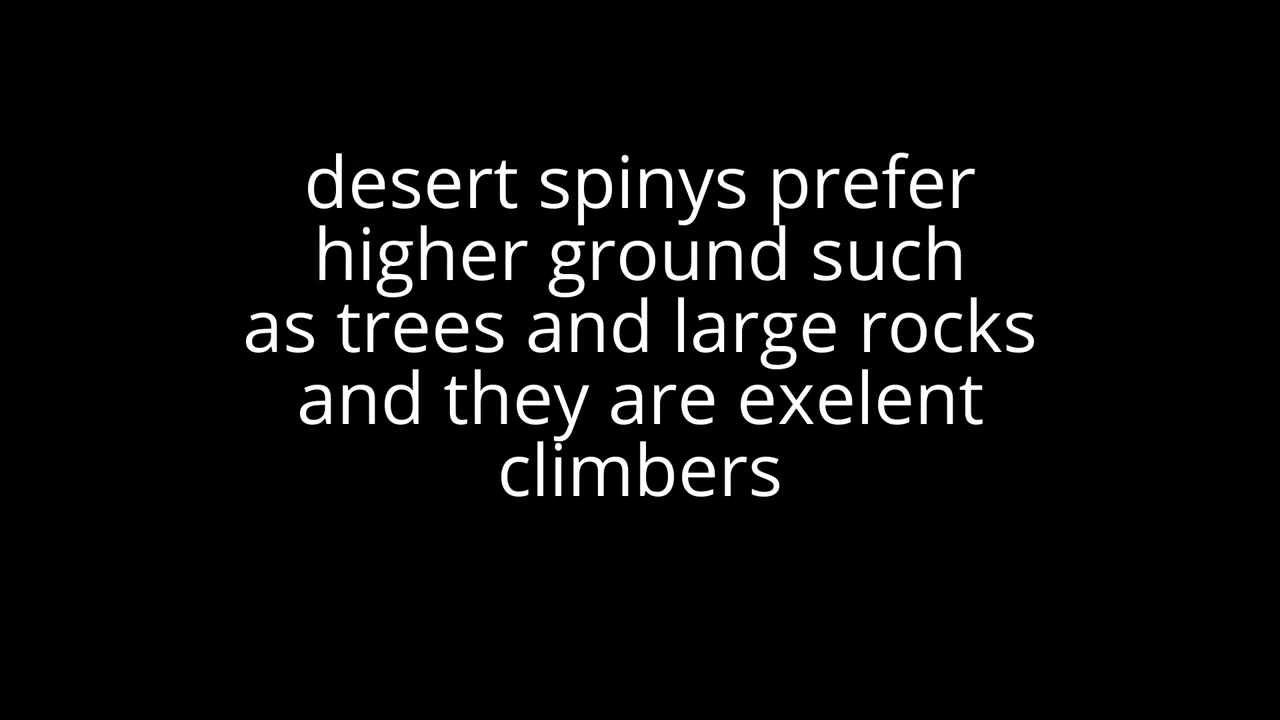 desert spinys prefer
higher ground such
as trees and large rocks
and they are exelent
climbers